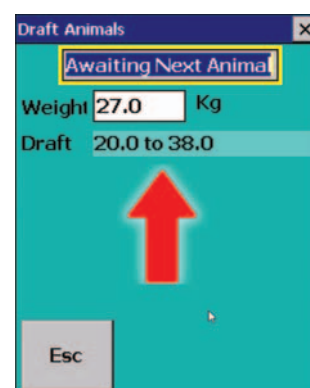 Draft Animals
Awaiting Next Animal
Weight 27.0 Kg
Draft 20.0 to 38.0
Esc